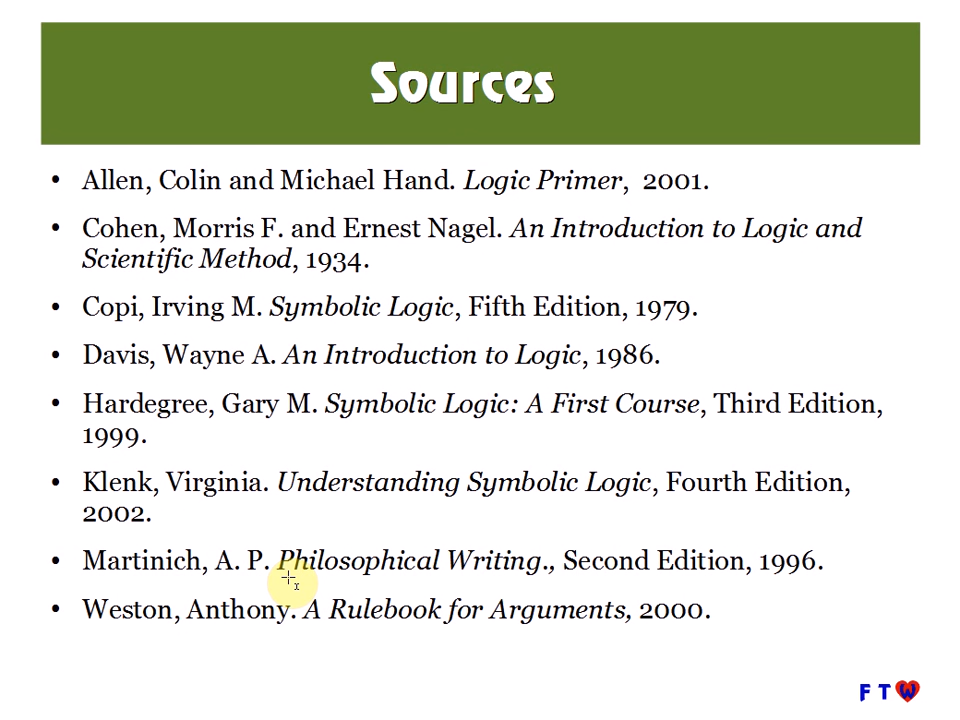 Sources
• Allen, Colin and Michael Hand. Logic Primer, 2001.
• Cohen, Morris F. and Ernest Nagel. An Introduction to Logic and
Scientific Method, 1934.
• Copi, Irving M. Symbolic Logic, Fifth Edition, 1979.
• Davis, Wayne A. An Introduction to Logic, 1986.
• Hardegree, Gary M. Symbolic Logic: A First Course, Third Edition,
1999.
• Klenk, Virginia. Understanding Symbolic Logic, Fourth Edition,
2002.
• Martinich, A. P. Philosophical Writing., Second Edition, 1996.
• Weston, Anthony. A Rulebook for Arguments, 2000.
F T W